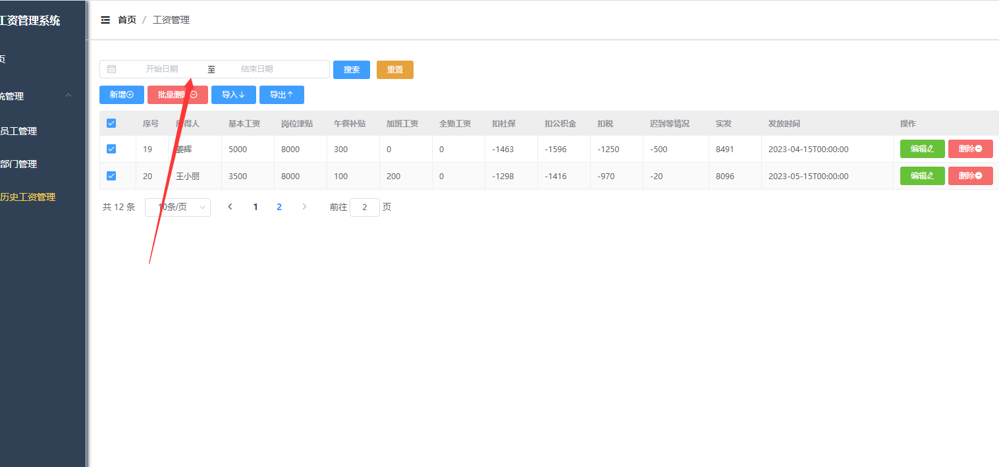 工资管理系统
首页 / 工资管理
页
统管理
员工管理
部门管理
历史工资管理
开始日期 至 结束日期 搜索 重置
新增 批量删除 导入 导出
序号 所得人 基本工资 岗位津贴 午餐补贴 加班工资 全勤工资 扣社保 扣公积金 扣税 迟到等情况 实发 发放时间 操作
19 姜辉 5000 8000 300 0 0 -1463 -1596 -1250 -500 8491 2023-04-15T00:00:00 编辑 删除
20 王小丽 3500 8000 100 200 0 -1298 -1416 -970 -20 8096 2023-05-15T00:00:00 编辑 删除
共 12 条 10条/页 1 2 前往 2 页